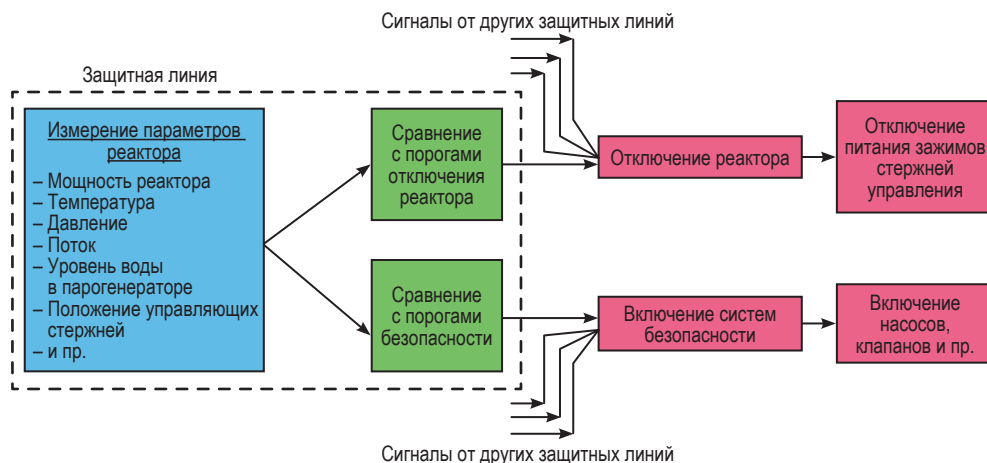 Сигналы от других защитных линий
Защитная линия
Измерение параметров
реактора
– Мощность реактора
– Температура
– Давление
– Поток
– Уровень воды
в парогенераторе
– Положение управляющих
стержней
– и пр.
Сравнение
с порогами
отключения
реактора
Отключение реактора
Отключение
питания зажимов
стержней
управления
Сравнение
с порогами
безопасности
Включение систем
безопасности
Включение
насосов,
клапанов и пр.
Сигналы от других защитных линий